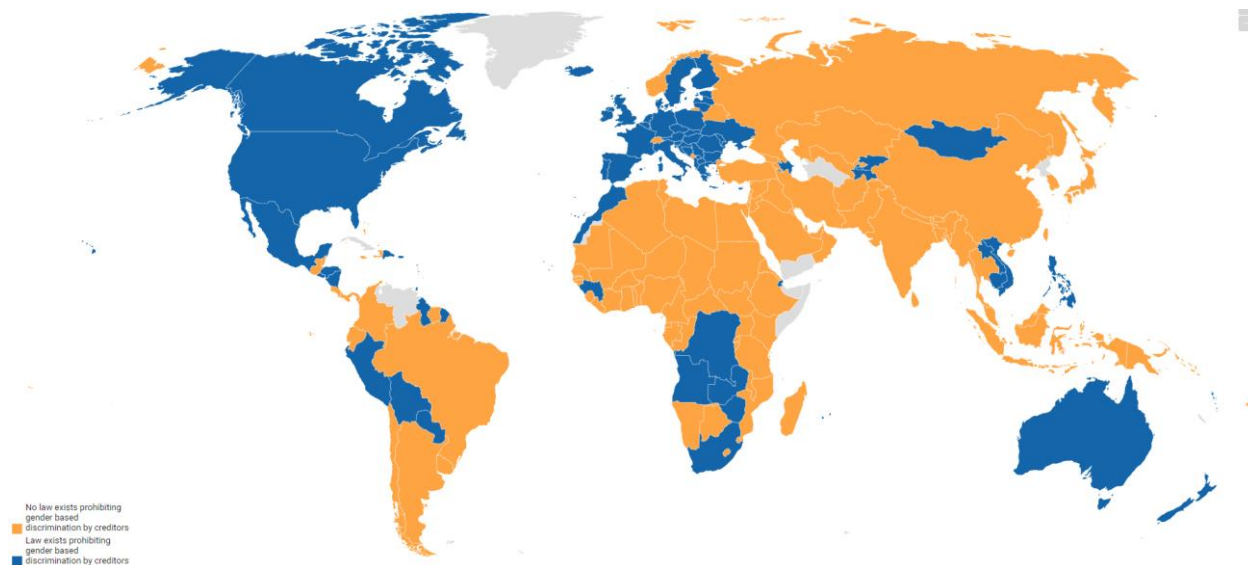 No law exists prohibiting
gender based
discrimination by creditors
Law exists prohibiting
gender based
discrimination by creditors